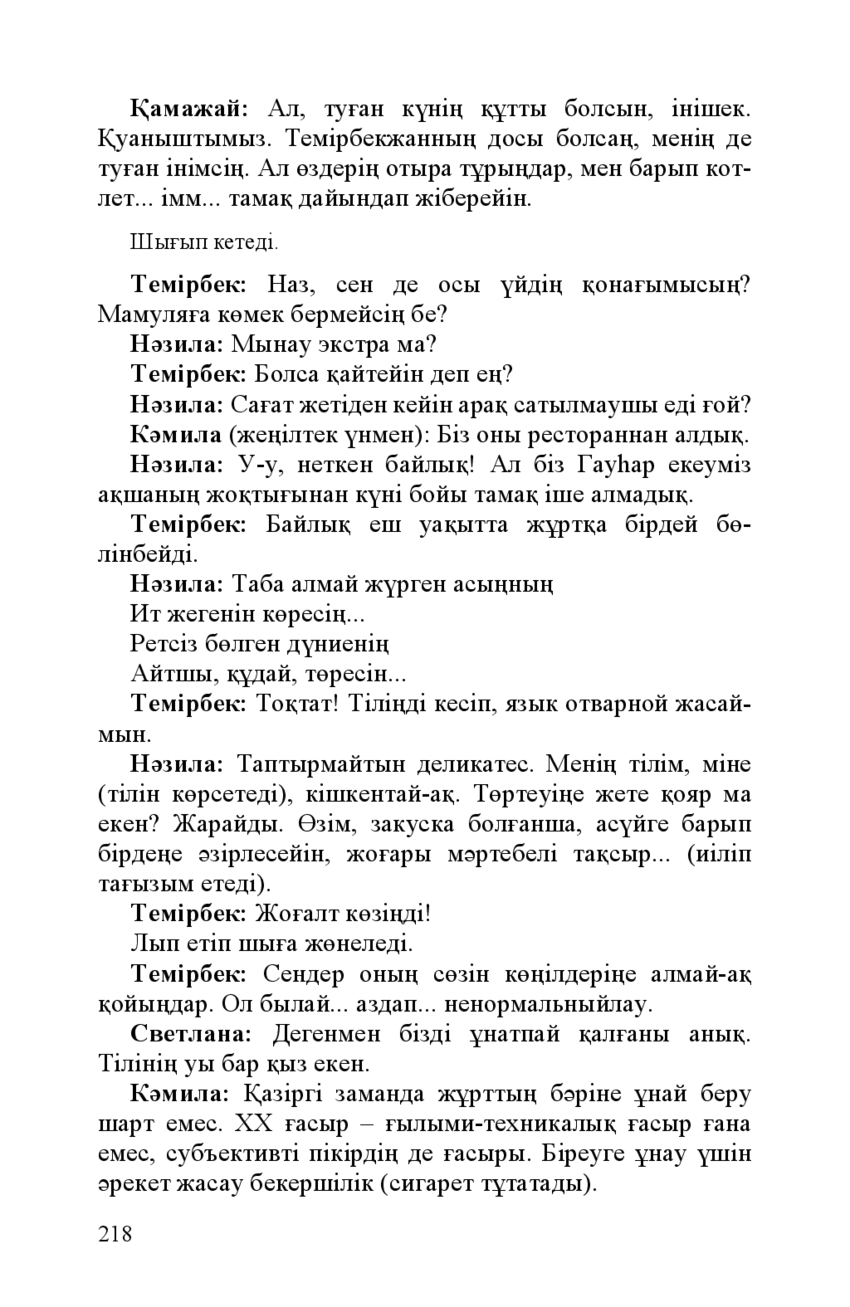 Қамажай: Ал, туған күнің құтты болсын, інішек.
Қуаныштымыз. Темірбекжанның досы болсаң, менің де
туған інімсің. Ал өздерің отыра тұрыңдар, мен барып кот-
лет... імм... тамақ дайындап жіберейін.
Шығып кетеді.
Темірбек: Наз, сен де осы үйдің қонағымысың?
Мамуляға көмек бермейсің бе?
Нәзила: Мынау экстра ма?
Темірбек: Болса қайтейін деп ең?
Нәзила: Сағат жетіден кейін арақ сатылмаушы еді ғой?
Кәмила (жеңілтек үнмен): Біз оны рестораннан алдық.
Нәзила: У-у, неткен байлық! Ал біз Гауһар екеуміз
ақшаның жоқтығынан күні бойы тамақ іше алмадық.
Темірбек: Байлық еш уақытта жұртқа бірдей бө-
лінбейді.
Нәзила: Таба алмай жүрген асыңның
Ит жегенін көресің...
Ретсіз бөлген дүниенің
Айтшы, құдай, төресін...
Темірбек: Тоқтат! Тіліңді кесіп, язык отварной жасай-
мын.
Нәзила: Таптырмайтын деликатес. Менің тілім, міне
(тілін көрсетеді), кішкентай-ақ. Төртеуіңе жете қояр ма
екен? Жарайды. Өзім, закуска болғанша, асүйге барып
бірдеңе әзірлесейін, жоғары мәртебелі тақсыр... (иіліп
тағызым етеді).
Темірбек: Жоғалт көзіңді!
Лып етіп шыға жөнеледі.
Темірбек: Сендер оның сөзін көңілдеріңе алмай-ақ
қойыңдар. Ол былай... аздап... ненормальныйлау.
Светлана: Дегенмен бізді ұнатпай қалғаны анық.
Тілінің уы бар қыз екен.
Кәмила: Қазіргі заманда жұрттың бәріне ұнай беру
шарт емес. XX ғасыр – ғылыми-техникалық ғасыр ғана
емес, субъективті пікірдің де ғасыры. Біреуге ұнау үшін
әрекет жасау бекершілік (сигарет тұтатады).
218